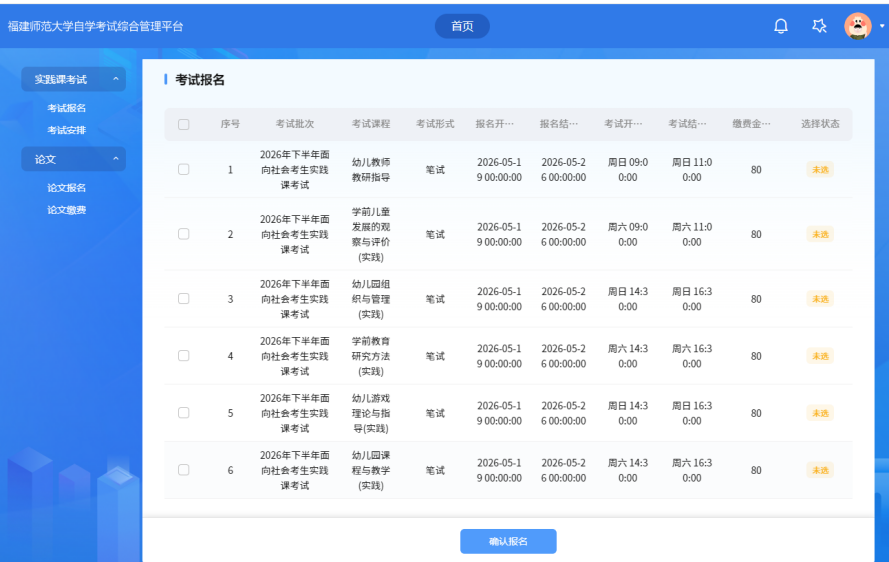 福建师范大学自学考试综合管理平台
首页
实践课考试
考试报名
考试安排
论文
论文报名
论文缴费
考试报名
序号 考试批次 考试课程 考试形式 报名开… 报名结… 考试开… 考试结… 缴费金… 选择状态
1 2026年下半年面向社会考生实践课考试 幼儿教师教研指导 笔试 2026-05-19 00:00:00 2026-05-26 00:00:00 周日 09:00:00 周日 11:00:00 80 未选
2 2026年下半年面向社会考生实践课考试 学前儿童发展的观察与评价(实践) 笔试 2026-05-19 00:00:00 2026-05-26 00:00:00 周六 09:00:00 周六 11:00:00 80 未选
3 2026年下半年面向社会考生实践课考试 幼儿园组织与管理(实践) 笔试 2026-05-19 00:00:00 2026-05-26 00:00:00 周日 14:30:00 周日 16:30:00 80 未选
4 2026年下半年面向社会考生实践课考试 学前教育研究方法(实践) 笔试 2026-05-19 00:00:00 2026-05-26 00:00:00 周六 14:30:00 周六 16:30:00 80 未选
5 2026年下半年面向社会考生实践课考试 幼儿游戏理论与指导(实践) 笔试 2026-05-19 00:00:00 2026-05-26 00:00:00 周日 14:30:00 周日 16:30:00 80 未选
6 2026年下半年面向社会考生实践课考试 幼儿园课程与教学(实践) 笔试 2026-05-19 00:00:00 2026-05-26 00:00:00 周六 14:30:00 周六 16:30:00 80 未选
确认报名